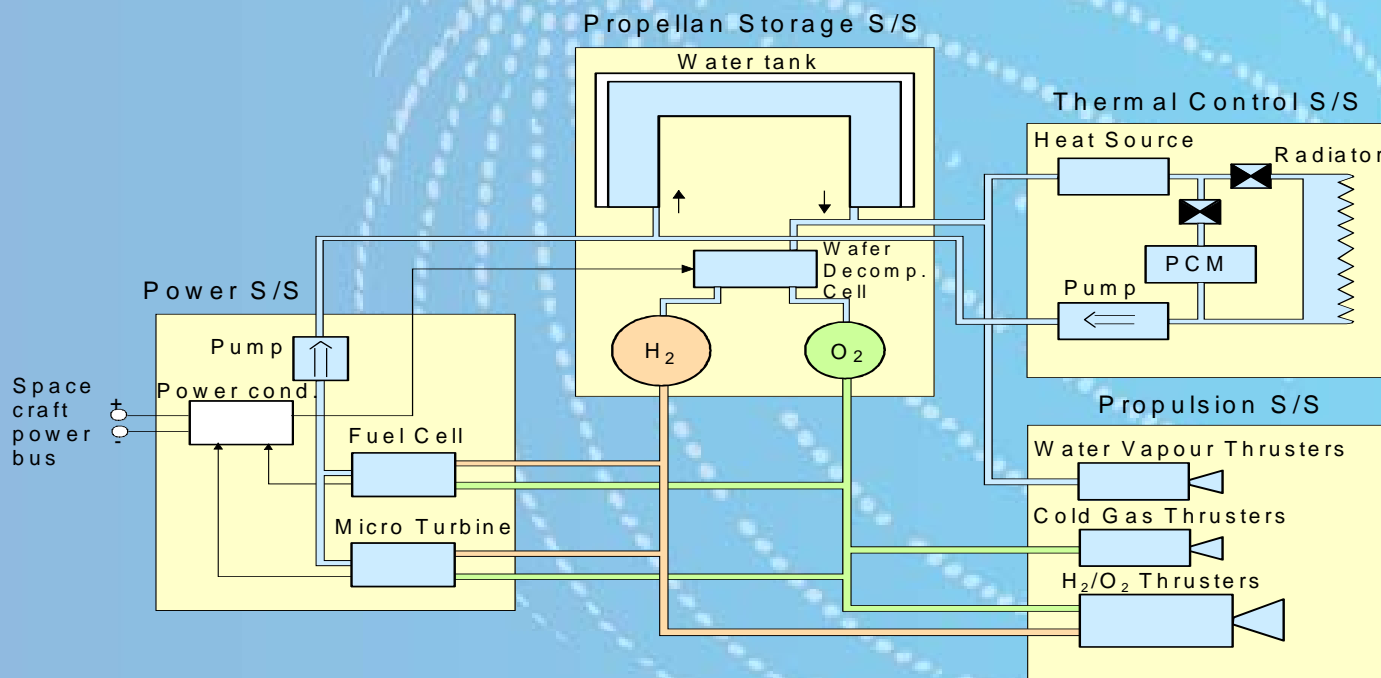 Propellan Storage S/S
Water tank
Thermal Control S/S
Heat Source
Radiator
PCM
Pump
Wafer
Decomp.
Cell
H₂
O₂
Power S/S
Pump
Power cond.
Space
craft
power
bus
+
-
Fuel Cell
Micro Turbine
Propulsion S/S
Water Vapour Thrusters
Cold Gas Thrusters
H₂/O₂ Thrusters